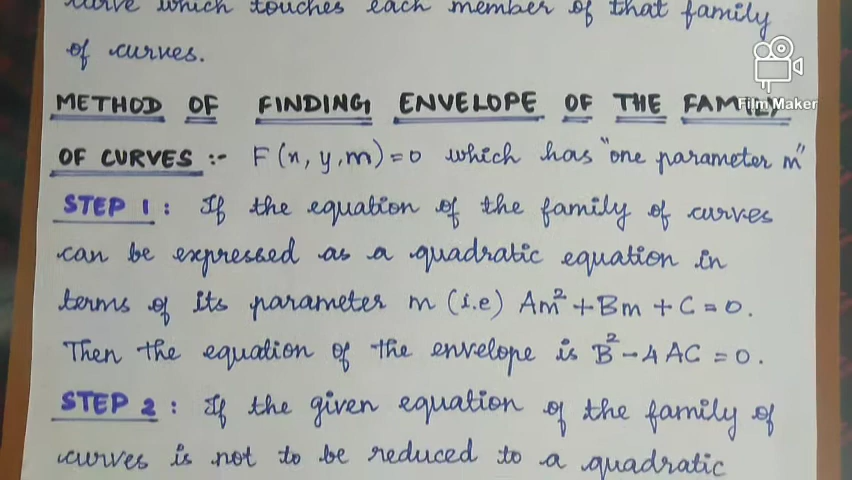 curve which touches each member of that family
of curves.
Film Maker
METHOD OF FINDING ENVELOPE OF THE FAMILY
OF CURVES :- F(x, y, m) = 0 which has "one parameter m"
STEP 1 : If the equation of the family of curves
can be expressed as a quadratic equation in
terms of its parameter m (i.e) Am² + Bm + C = 0.
Then the equation of the envelope is B² - 4AC = 0.
STEP 2 : If the given equation of the family of
curves is not to be reduced to a quadratic